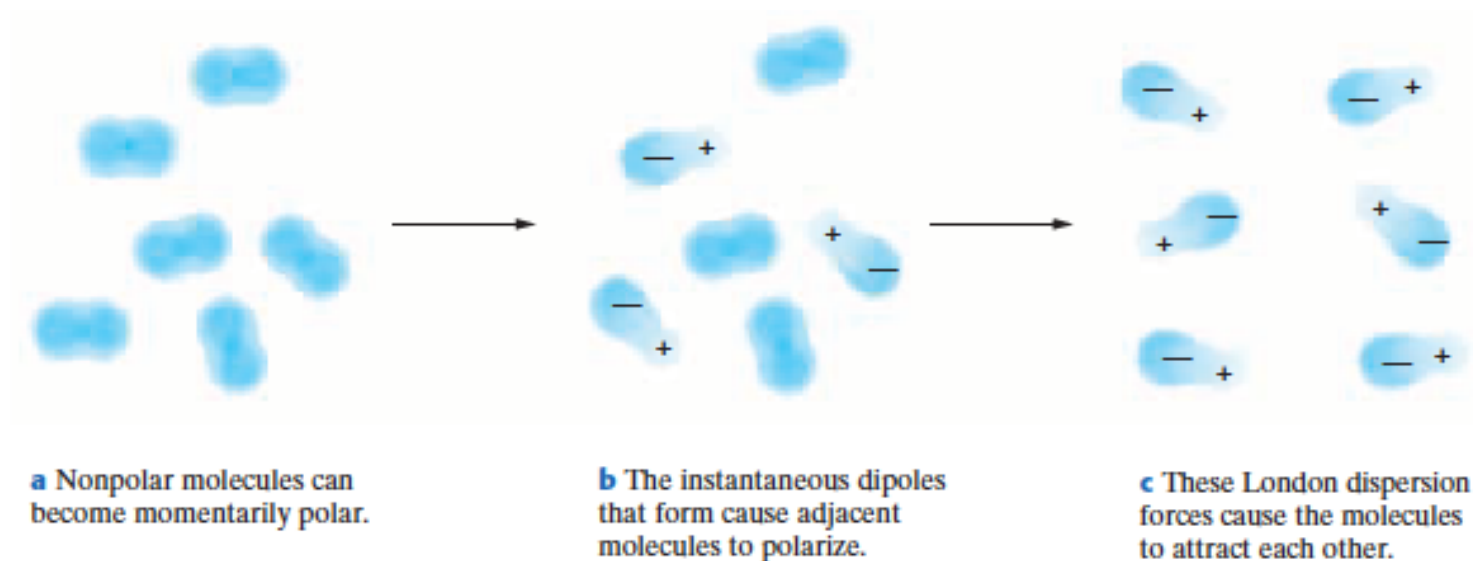 — +
— +
+ —
— +
— +
— +
+ —
+ —
— +
— +
a Nonpolar molecules can
become momentarily polar.
b The instantaneous dipoles
that form cause adjacent
molecules to polarize.
c These London dispersion
forces cause the molecules
to attract each other.